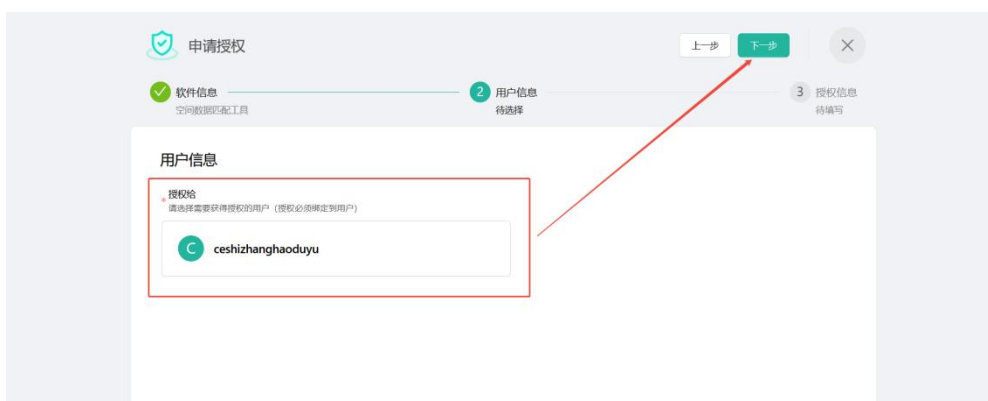 申请授权
上一步
下一步
软件信息
空间数据匹配工具
2
用户信息
待选择
3
授权信息
待填写
用户信息
* 授权给
请选择需要获得授权的用户（授权必须绑定到用户）
C
ceshizhanghaoduyu